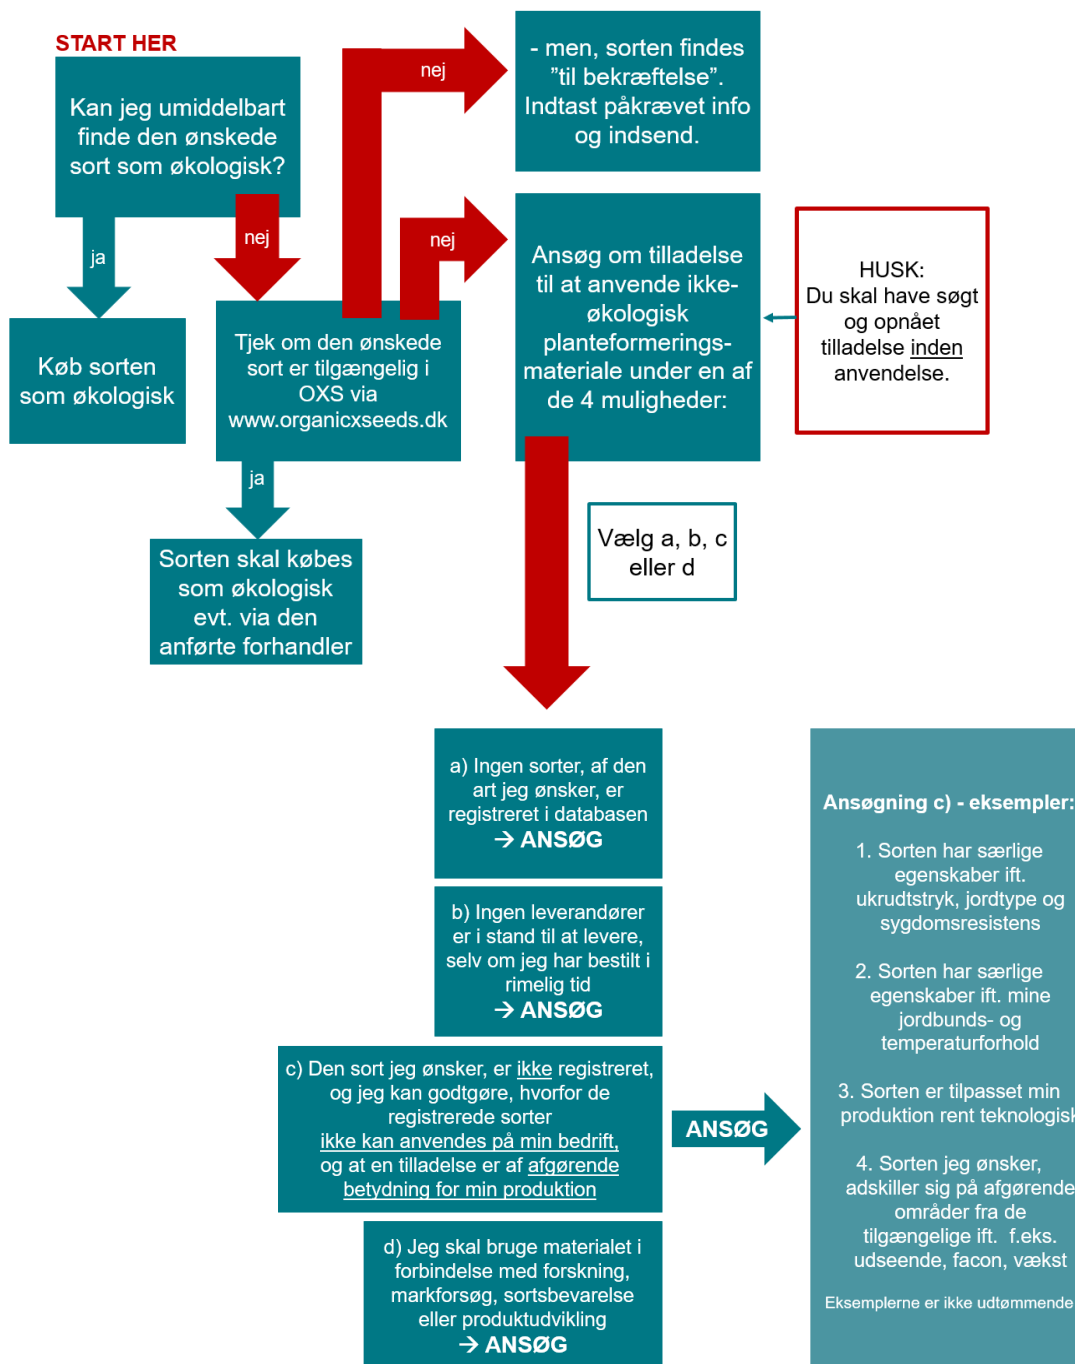 START HER
Kan jeg umiddelbart
finde den ønskede
sort som økologisk?
ja
nej
Køb sorten
som økologisk
Tjek om den ønskede
sort er tilgængelig i
OXS via
www.organicxseeds.dk
ja
Sorten skal købes
som økologisk
evt. via den
anførte forhandler
nej
- men, sorten findes
”til bekræftelse”.
Indtast påkrævet info
og indsend.
nej
Ansøg om tilladelse
til at anvende ikke-
økologisk
planteformerings-
materiale under en af
de 4 muligheder:
HUSK:
Du skal have søgt
og opnået
tilladelse inden
anvendelse.
Vælg a, b, c
eller d
a) Ingen sorter, af den
art jeg ønsker, er
registreret i databasen
→ ANSØG
b) Ingen leverandører
er i stand til at levere,
selv om jeg har bestilt i
rimelig tid
→ ANSØG
c) Den sort jeg ønsker, er ikke registreret,
og jeg kan godtgøre, hvorfor de
registrerede sorter
ikke kan anvendes på min bedrift,
og at en tilladelse er af afgørende
betydning for min produktion
ANSØG
d) Jeg skal bruge materialet i
forbindelse med forskning,
markforsøg, sortsbevarelse
eller produktudvikling
→ ANSØG
Ansøgning c) - eksempler:
1. Sorten har særlige
egenskaber ift.
ukrudtstryk, jordtype og
sygdomsresistens
2. Sorten har særlige
egenskaber ift. mine
jordbunds- og
temperaturforhold
3. Sorten er tilpasset min
produktion rent teknologisk
4. Sorten jeg ønsker,
adskiller sig på afgørende
områder fra de
tilgængelige ift. f.eks.
udseende, facon, vækst
Eksemplerne er ikke udtømmende